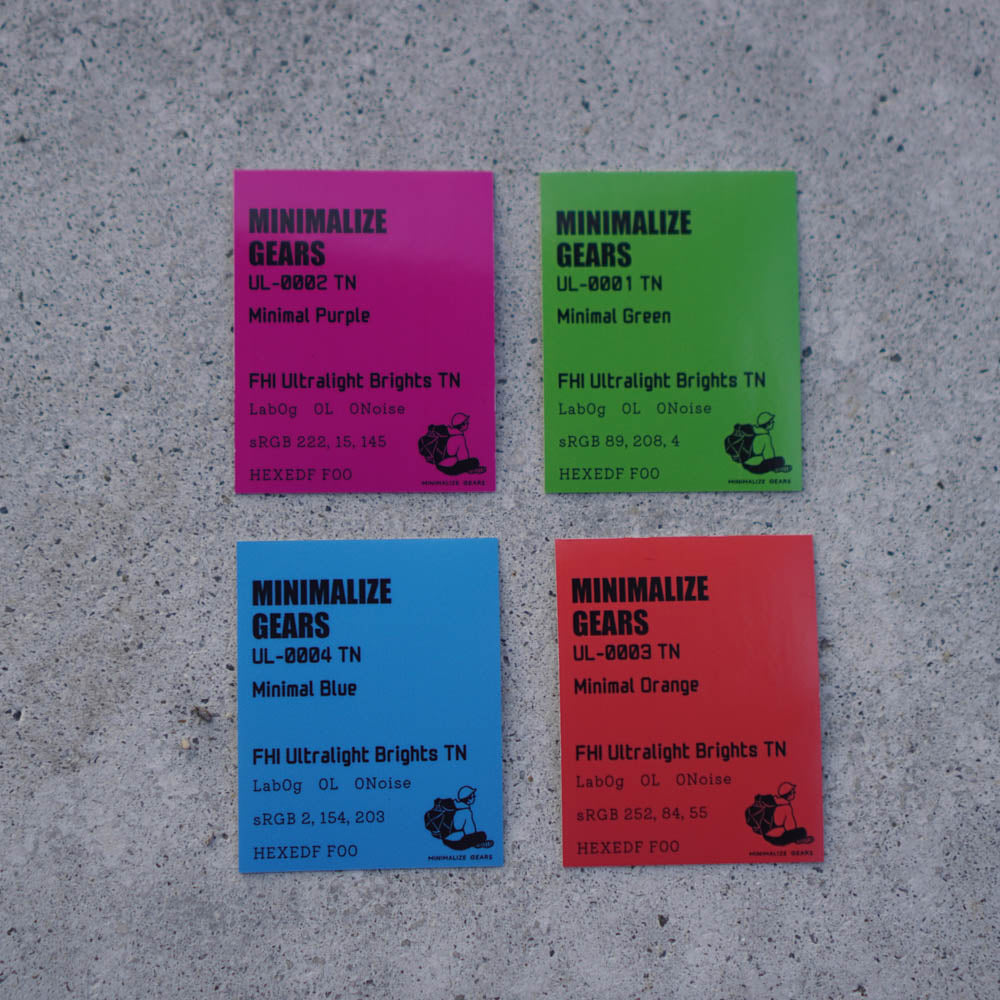 MINIMALIZE
GEARS
UL-0002 TN
Minimal Purple
FHI Ultralight Brights TN
Lab0g 0L 0Noise
sRGB 222, 15, 145
HEXEDF F00
MINIMALIZE GEARS
MINIMALIZE
GEARS
UL-0001 TN
Minimal Green
FHI Ultralight Brights TN
Lab0g 0L 0Noise
sRGB 89, 208, 4
HEXEDF F00
MINIMALIZE GEARS
MINIMALIZE
GEARS
UL-0004 TN
Minimal Blue
FHI Ultralight Brights TN
Lab0g 0L 0Noise
sRGB 2, 154, 203
HEXEDF F00
MINIMALIZE GEARS
MINIMALIZE
GEARS
UL-0003 TN
Minimal Orange
FHI Ultralight Brights TN
Lab0g 0L 0Noise
sRGB 252, 84, 55
HEXEDF F00
MINIMALIZE GEARS